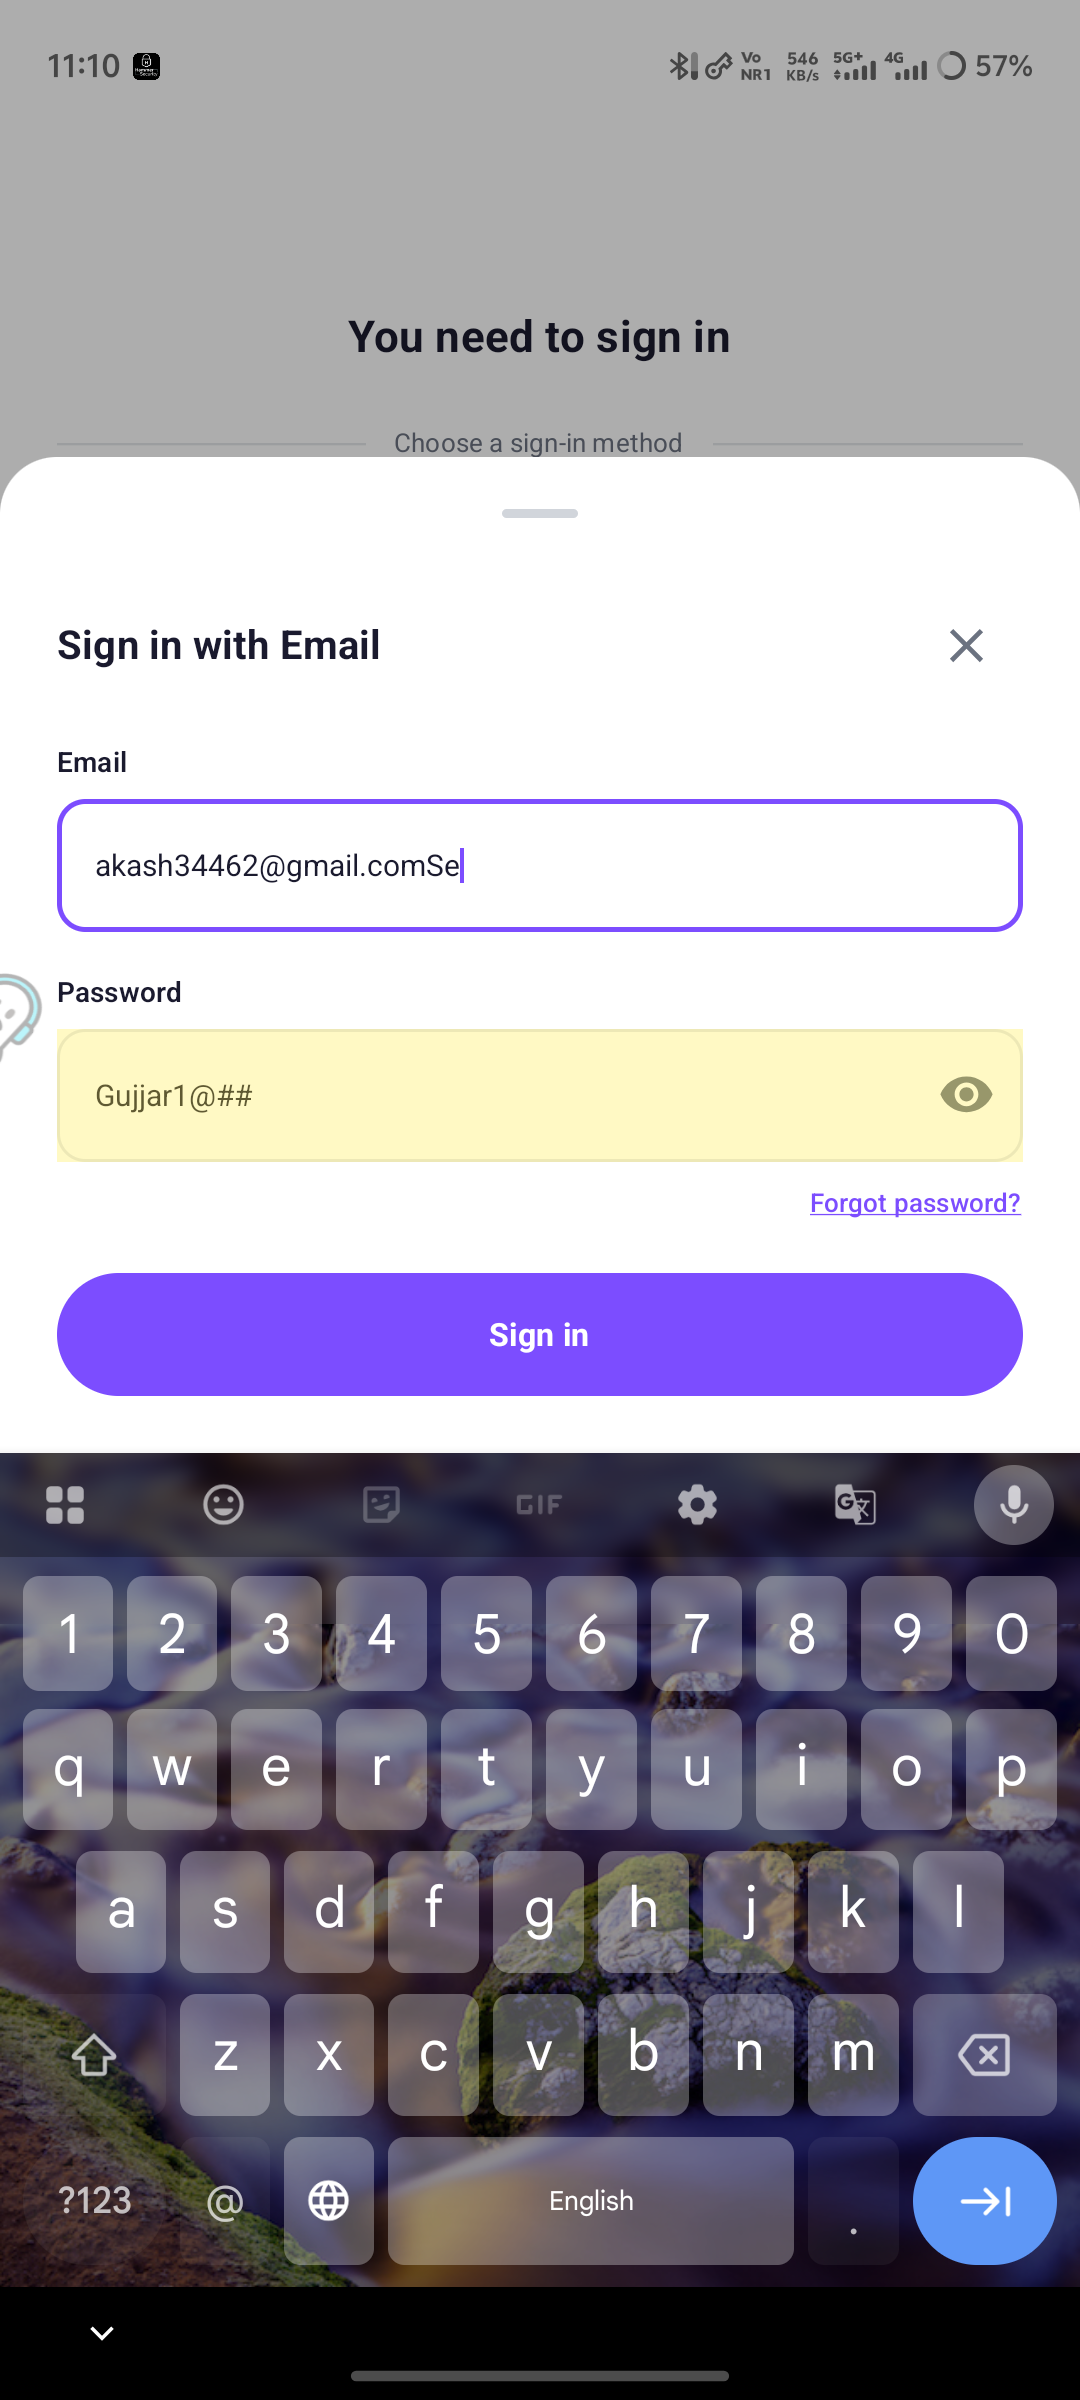 11:10
Vo NR1 546 KB/s 5G+ 4G 57%
You need to sign in
Choose a sign-in method
Sign in with Email
Email
akash34462@gmail.comSe
Password
Gujjar1@##
Forgot password?
Sign in
GIF
1 2 3 4 5 6 7 8 9 0
q w e r t y u i o p
a s d f g h j k l
z x c v b n m
?123 @ English .